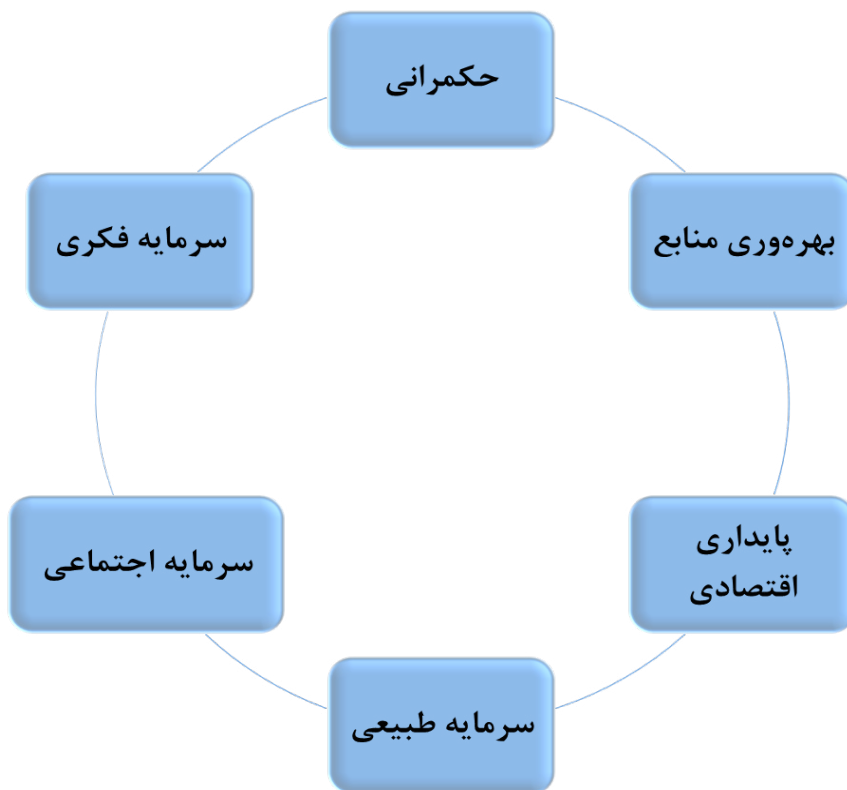 حکمرانی
بهره‌وری منابع
پایداری
اقتصادی
سرمایه طبیعی
سرمایه اجتماعی
سرمایه فکری